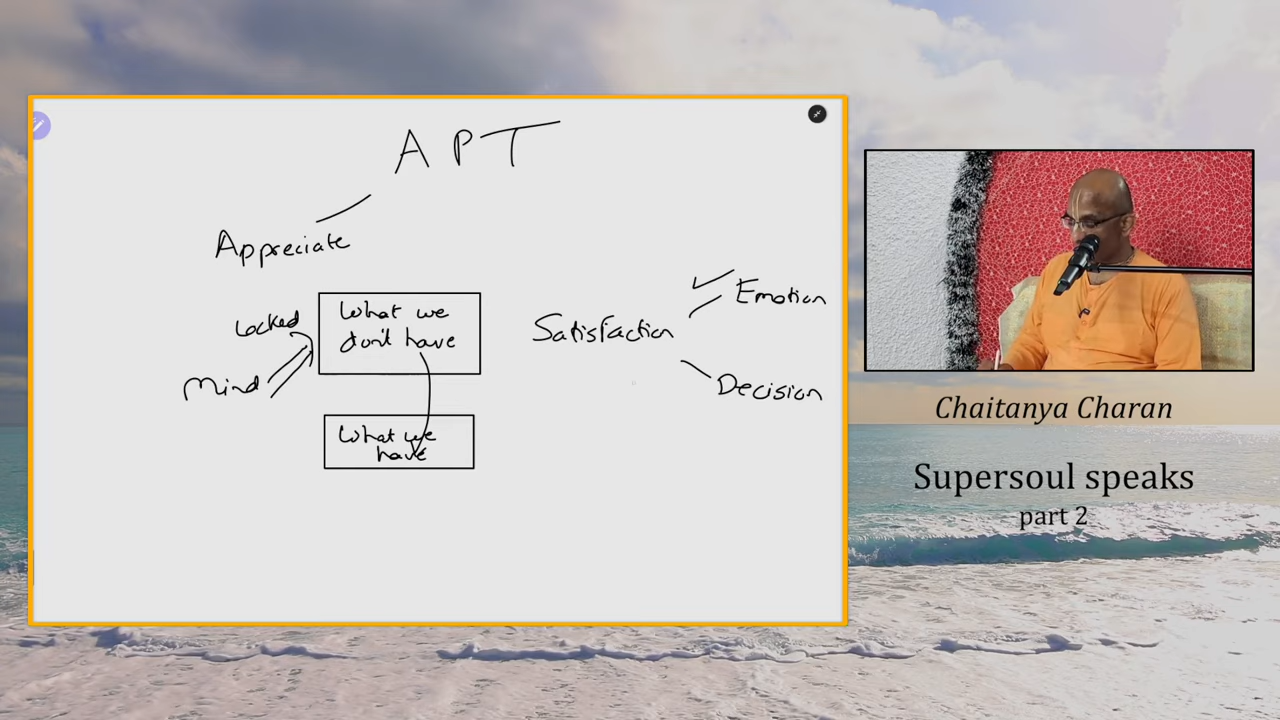 APT
Appreciate
What we
don't have
Locked
Mind
What we
have
Satisfaction
Emotion
Decision
Chaitanya Charan
Supersoul speaks
part 2